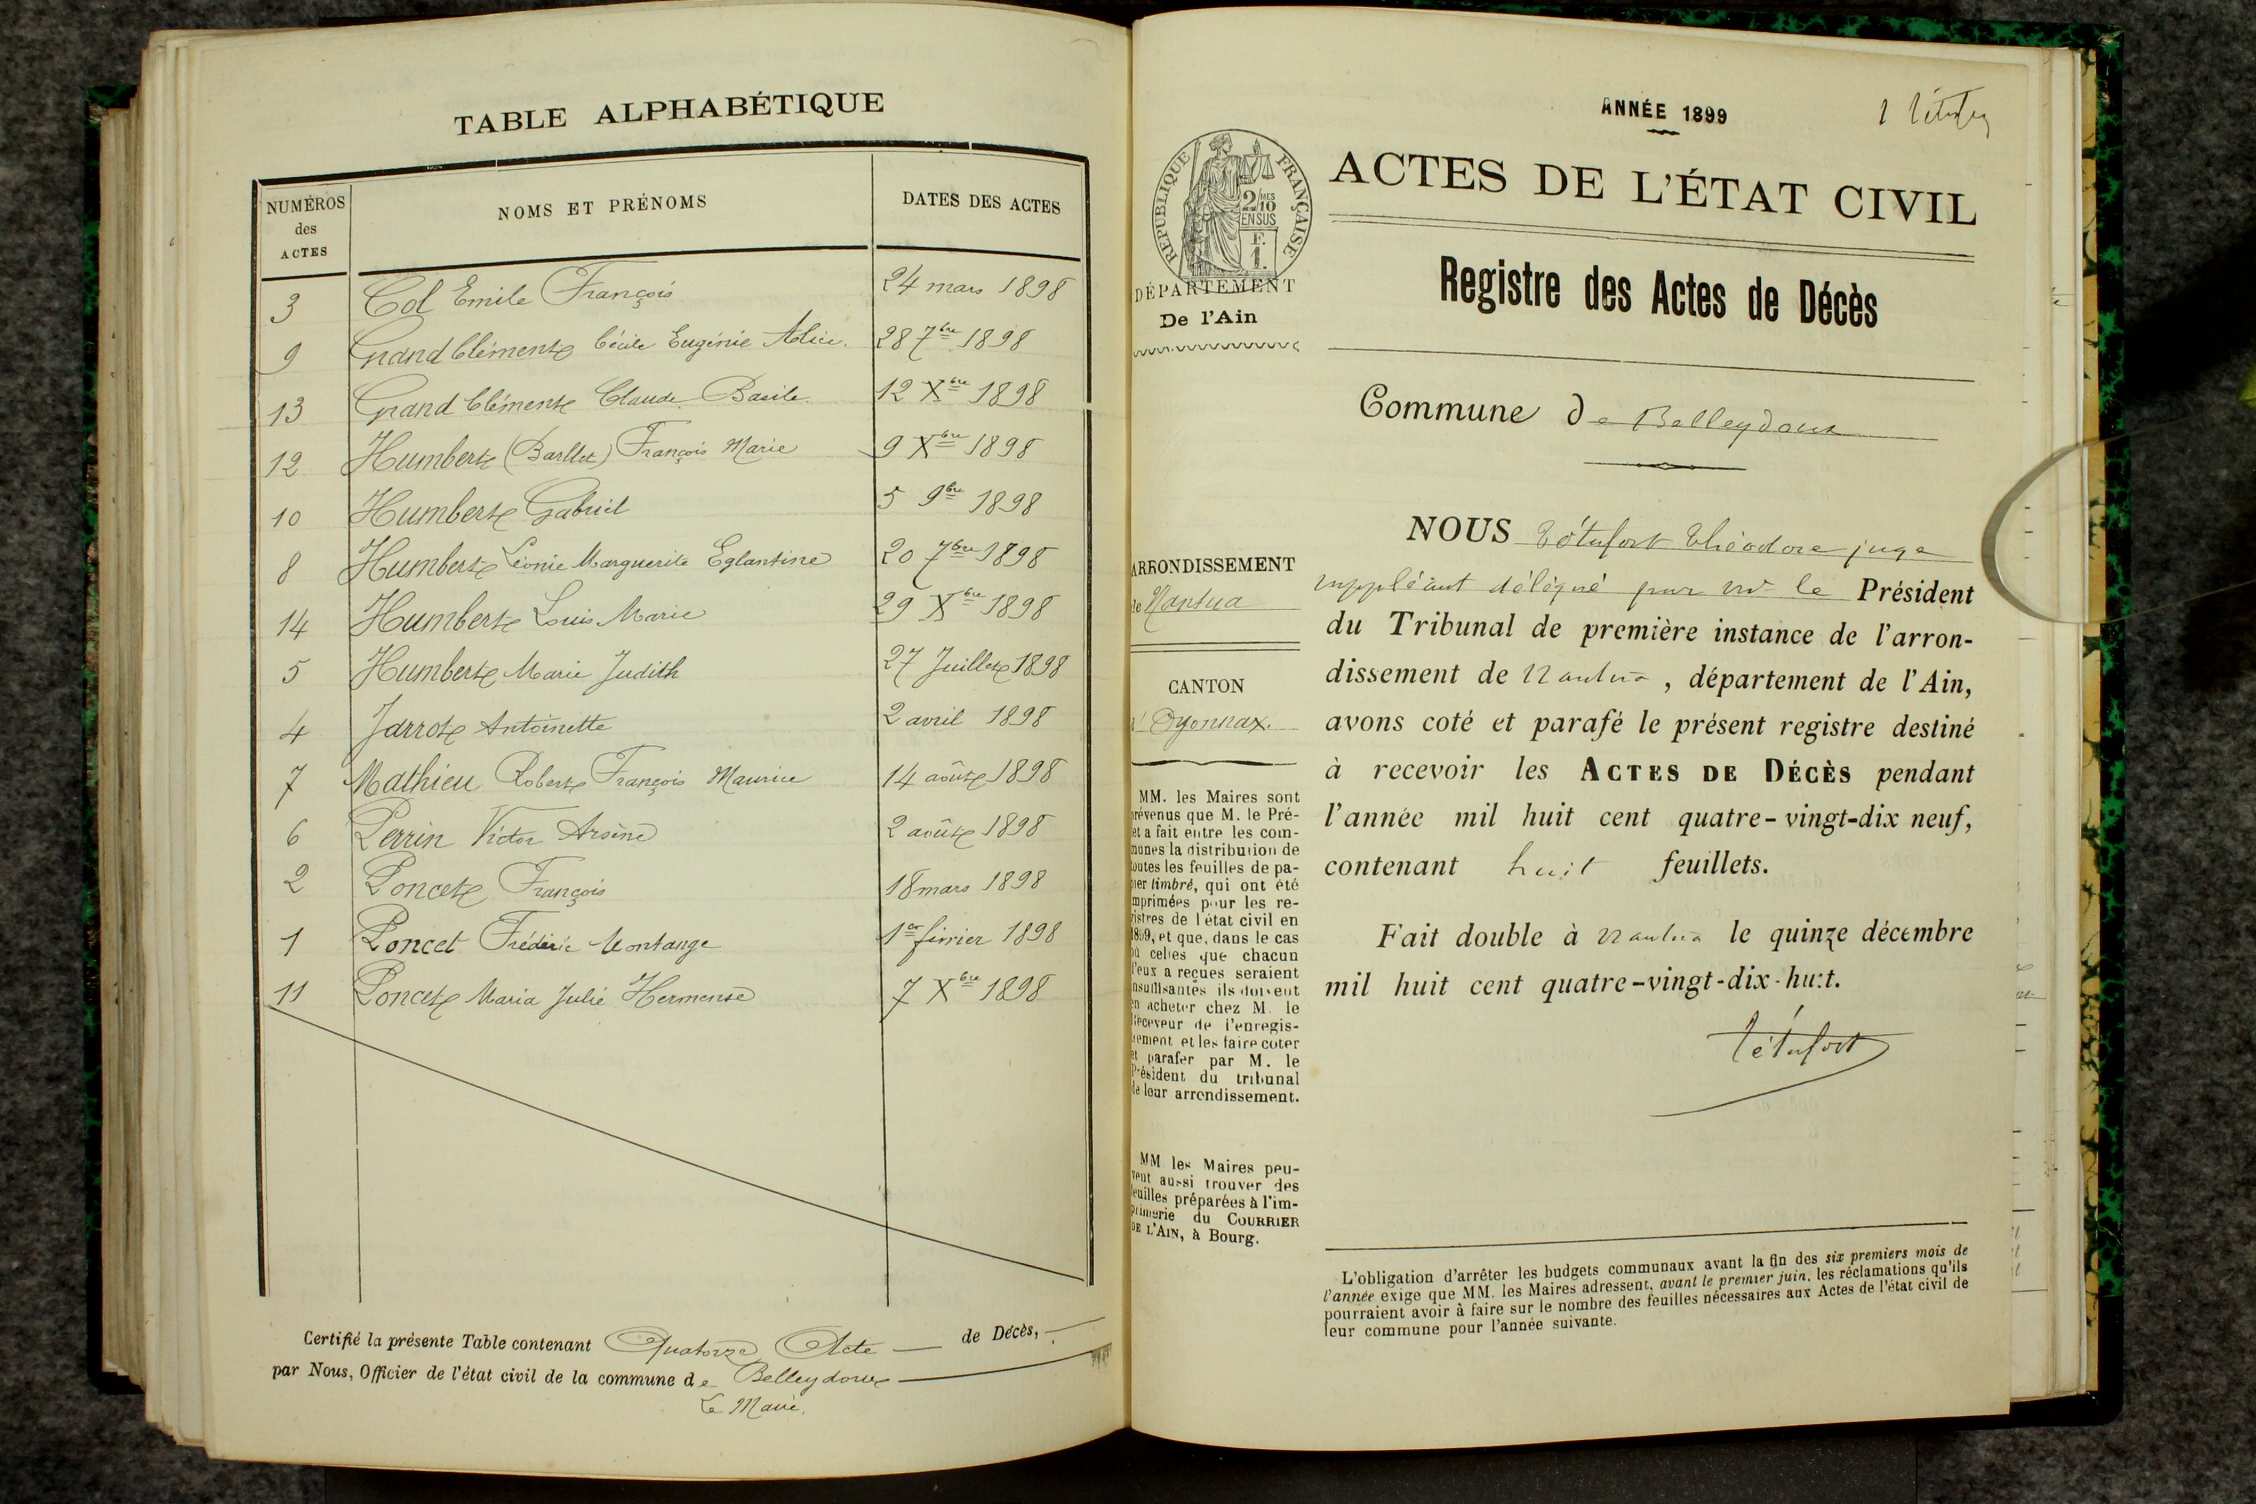 TABLE ALPHABÉTIQUE
NUMÉROS des ACTES
NOMS ET PRÉNOMS
DATES DES ACTES
3 Col Emile François 24 mars 1898
9 Grand Clément Cécile Eugénie Alice. 28 7bre 1898
13 Grand Clément Claude Basile 12 Xbre 1898
12 Humbert (Barllet) François Marie 9 Xbre 1898
10 Humbert Gabriel 5 9bre 1898
8 Humbert Léonie Marguerite Eglantine 20 7bre 1898
14 Humbert Louis Marie 29 Xbre 1898
5 Humbert Marie Judith 27 Juillet 1898
4 Jarrot Antoinette 2 avril 1898
7 Mathieu Robert François Maurice 14 août 1898
6 Perrin Victor Arsène 2 août 1898
2 Poncet François 18 mars 1898
1 Poncet Frédéric Montange 1er février 1898
11 Poncet Maria Julie Hermense 7 Xbre 1898
Certifié la présente Table contenant Quatorze Acte de Décès,
par Nous, Officier de l'état civil de la commune de Belleydoux
Le Maire.
ANNÉE 1899
1
RÉPUBLIQUE FRANÇAISE
2/10 MES
EN SUS
F.
1.
DÉPARTEMENT
De l'Ain
ARRONDISSEMENT
de Nantua
CANTON
d'Oyonnax.
MM. les Maires sont
prévenus que M. le Pré-
fet a fait entre les com-
munes la distribution de
toutes les feuilles de pa-
pier timbré, qui ont été
imprimées pour les re-
gistres de l'état civil en
1899, et que, dans le cas
où celles que chacun
d'eux a reçues seraient
insuffisantes ils doivent
en acheter chez M. le
Receveur de l'enregis-
trement et les faire coter
et parafer par M. le
Président du tribunal
de leur arrondissement.
MM les Maires peu-
vent aussi trouver des
feuilles préparées à l'im-
primerie du COURRIER
DE L'AIN, à Bourg.
ACTES DE L'ÉTAT CIVIL
Registre des Actes de Décès
Commune de Belleydoux
NOUS Tétufort Théodore juge
suppléant délégué par Mr le Président
du Tribunal de première instance de l'arron-
dissement de Nantua, département de l'Ain,
avons coté et parafé le présent registre destiné
à recevoir les ACTES DE DÉCÈS pendant
l'année mil huit cent quatre-vingt-dix neuf,
contenant huit feuillets.
Fait double à Nantua le quinze décembre
mil huit cent quatre-vingt-dix-huit.
Tétufort
L'obligation d'arrêter les budgets communaux avant la fin des six premiers mois de
l'année exige que MM. les Maires adressent, avant le premier juin, les réclamations qu'ils
pourraient avoir à faire sur le nombre des feuilles nécessaires aux Actes de l'état civil de
leur commune pour l'année suivante.